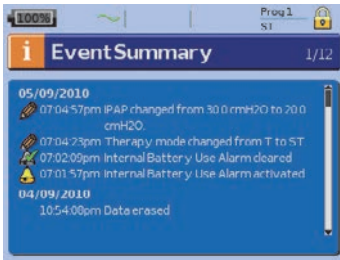 100%
Prog 1
ST
i Event Summary 1/12
05/09/2010
07:04:57pm IPAP changed from 30.0 cmH2O to 20.0
cmH2O.
07:04:23pm Therapy mode changed from T to ST
07:02:09pm Internal Battery Use Alarm cleared
07:01:57pm Internal Battery Use Alarm activated
04/09/2010
10:54:00pm Data erased